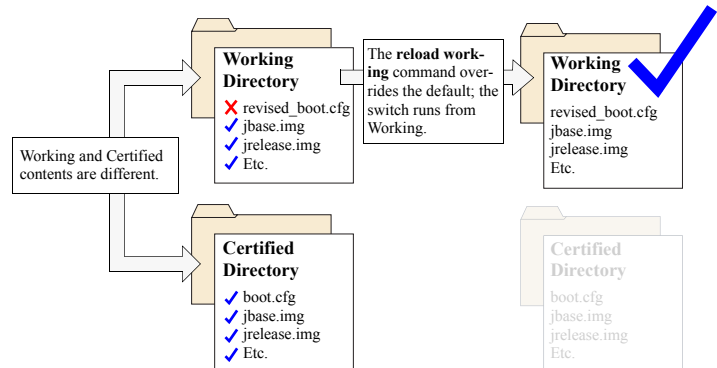 Working
Directory
revised_boot.cfg
jbase.img
jrelease.img
Etc.
The reload work-
ing command over-
rides the default; the
switch runs from
Working.
Working
Directory
revised_boot.cfg
jbase.img
jrelease.img
Etc.
Working and Certified
contents are different.
Certified
Directory
boot.cfg
jbase.img
jrelease.img
Etc.
Certified
Directory
boot.cfg
jbase.img
jrelease.img
Etc.